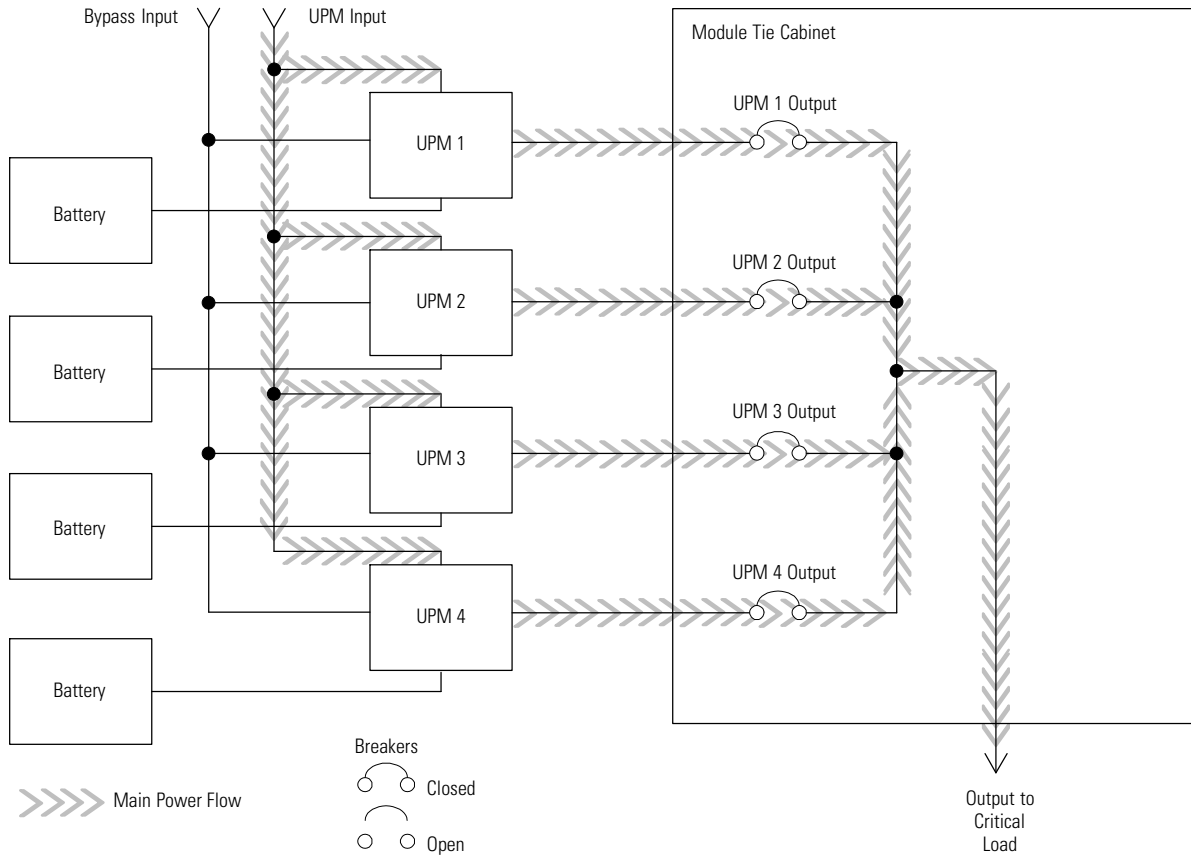 Bypass Input
UPM Input
Module Tie Cabinet
UPM 1 Output
UPM 1
Battery
UPM 2 Output
UPM 2
Battery
UPM 3 Output
UPM 3
Battery
UPM 4 Output
UPM 4
Battery
Breakers
Closed
Open
Main Power Flow
Output to
Critical
Load